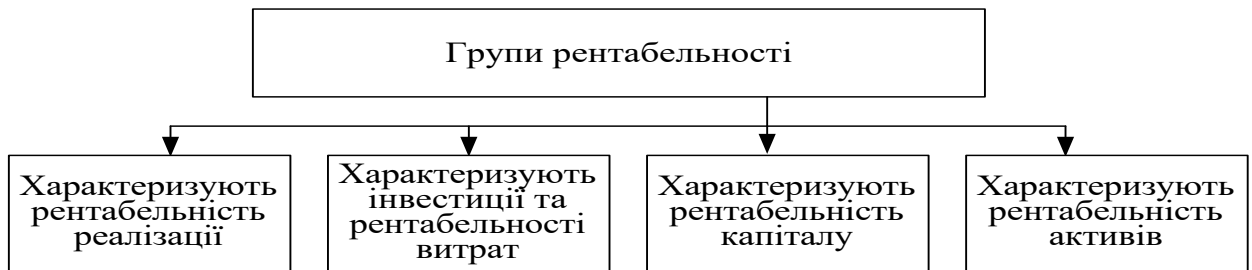 Групи рентабельності
Характеризують
рентабельність
реалізації
Характеризують
інвестиції та
рентабельності
витрат
Характеризують
рентабельність
капіталу
Характеризують
рентабельність
активів